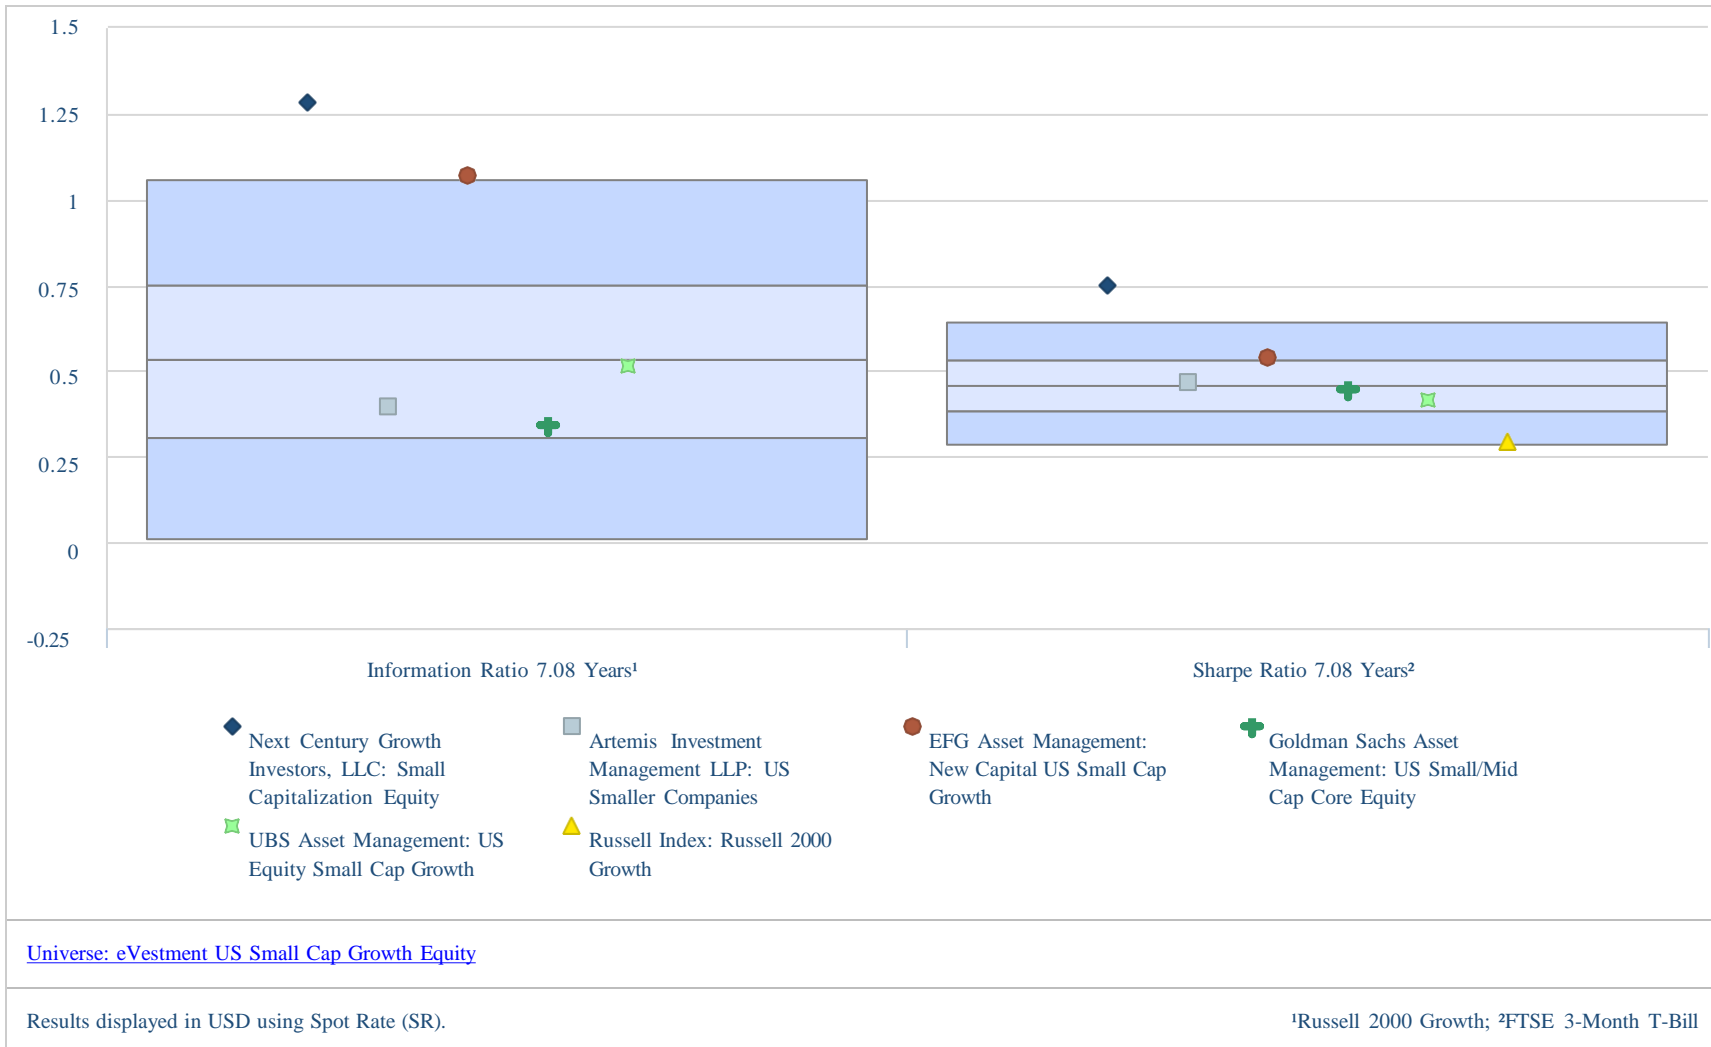 1.5
1.25
1
0.75
0.5
0.25
0
-0.25
Information Ratio 7.08 Years¹
Sharpe Ratio 7.08 Years²
Next Century Growth
Investors, LLC: Small
Capitalization Equity
Artemis Investment
Management LLP: US
Smaller Companies
EFG Asset Management:
New Capital US Small Cap
Growth
Goldman Sachs Asset
Management: US Small/Mid
Cap Core Equity
UBS Asset Management: US
Equity Small Cap Growth
Russell Index: Russell 2000
Growth
Universe: eVestment US Small Cap Growth Equity
Results displayed in USD using Spot Rate (SR).
¹Russell 2000 Growth; ²FTSE 3-Month T-Bill